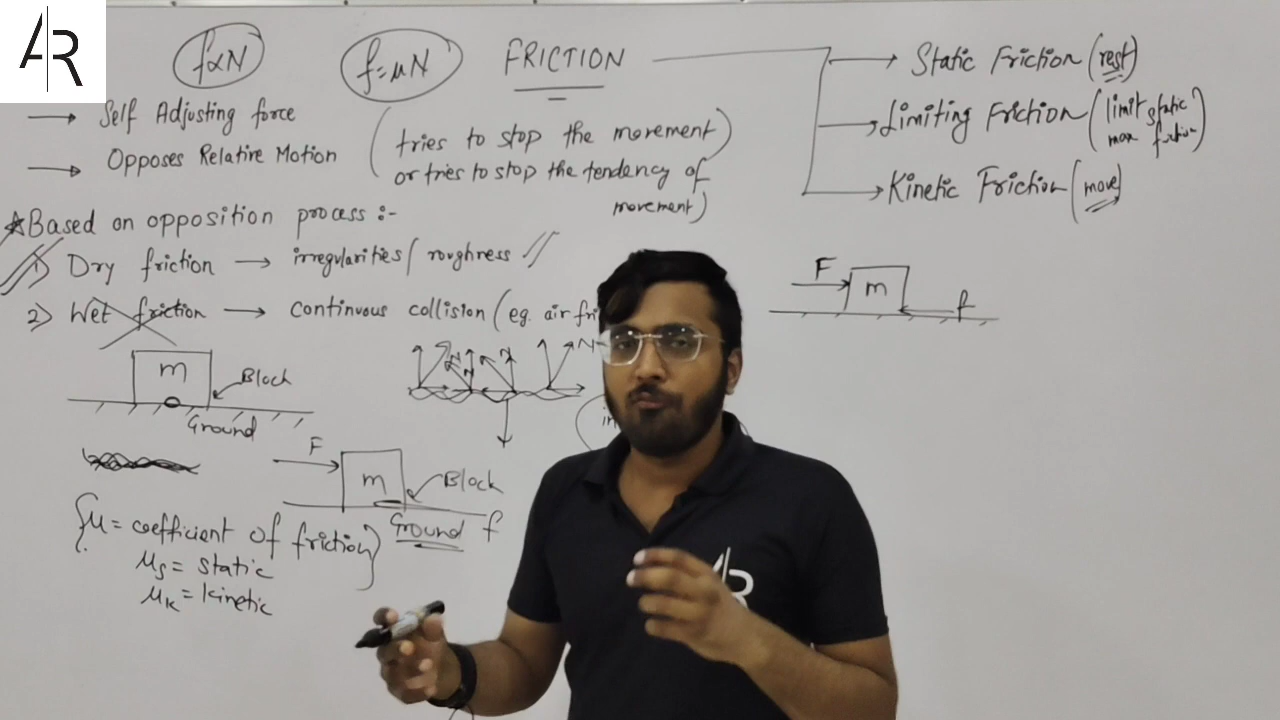 AR
f∝N
f=μN
FRICTION
→ Static Friction (rest)
→ Limiting Friction (limit static
max friction)
→ Kinetic Friction (move)
→ Self Adjusting force
→ Opposes Relative Motion
(tries to stop the movement)
or tries to stop the tendency of
movement)
★Based on opposition process :-
1) Dry friction → irregularities/ roughness //
2) Wet friction → continuous collision (eg. air fri
F
m
f
m
Block
Ground
N
F
m
Block
Ground
f
{μ = coefficient of friction}
μs = static
μk = kinetic
AR